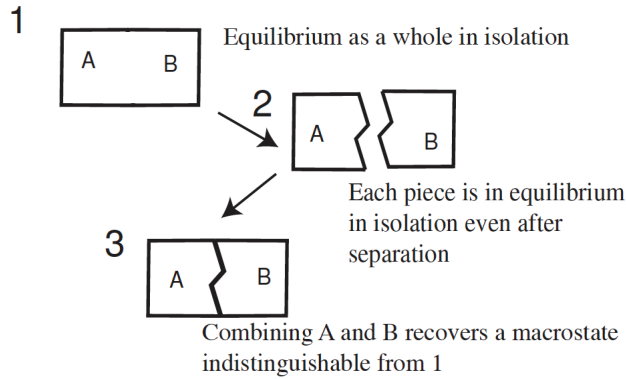 1
Equilibrium as a whole in isolation
A B
2
A B
Each piece is in equilibrium
in isolation even after
separation
3
A B
Combining A and B recovers a macrostate
indistinguishable from 1